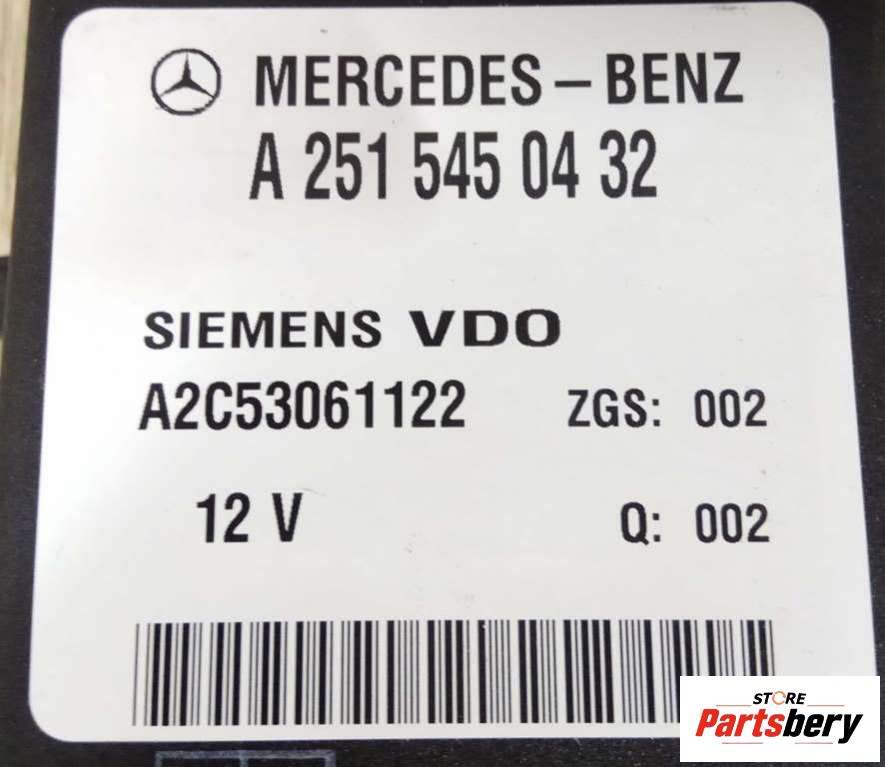 MERCEDES-BENZ
A 251 545 04 32
SIEMENS VDO
A2C53061122 ZGS: 002
12 V Q: 002
STORE
Partsbery